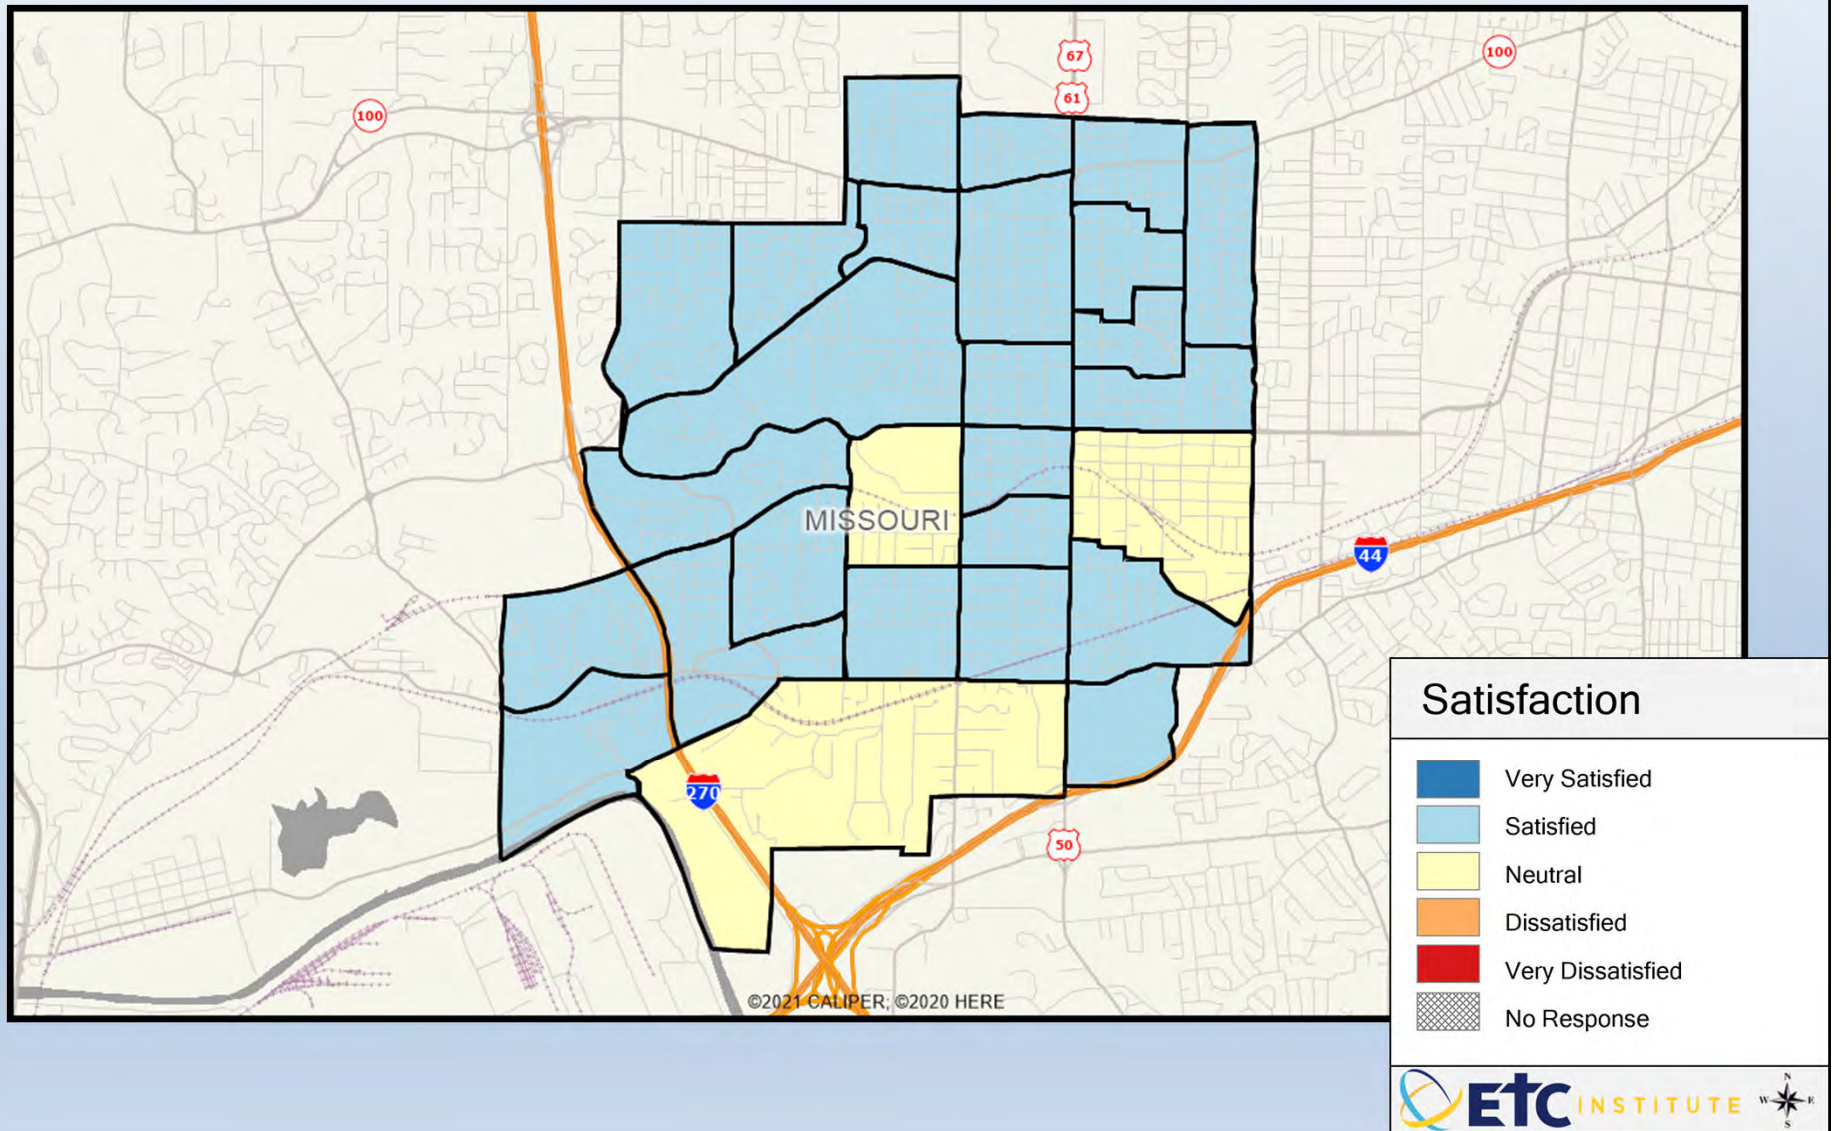 67
100
61
100
MISSOURI
44
270
50
©2021 CALIPER; ©2020 HERE
Satisfaction
Very Satisfied
Satisfied
Neutral
Dissatisfied
Very Dissatisfied
No Response
ETC INSTITUTE
N
W E
S